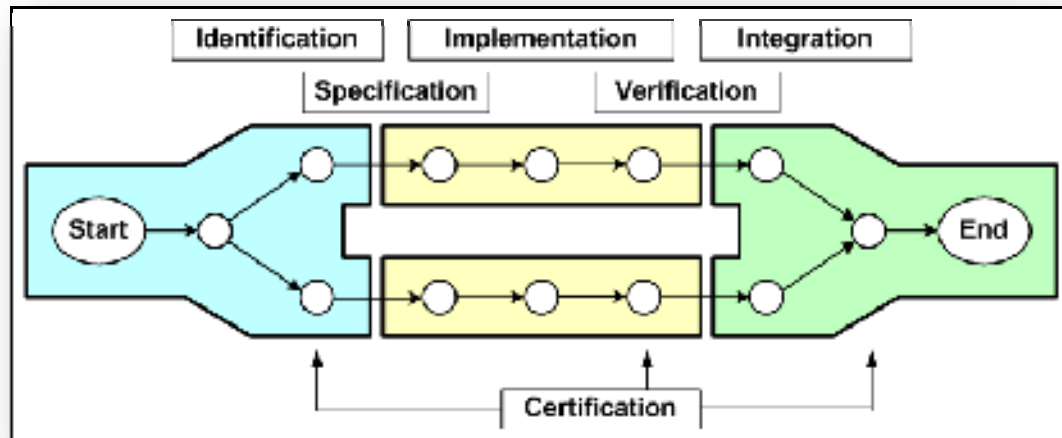 Identification
Implementation
Integration
Specification
Verification
Start
End
Certification